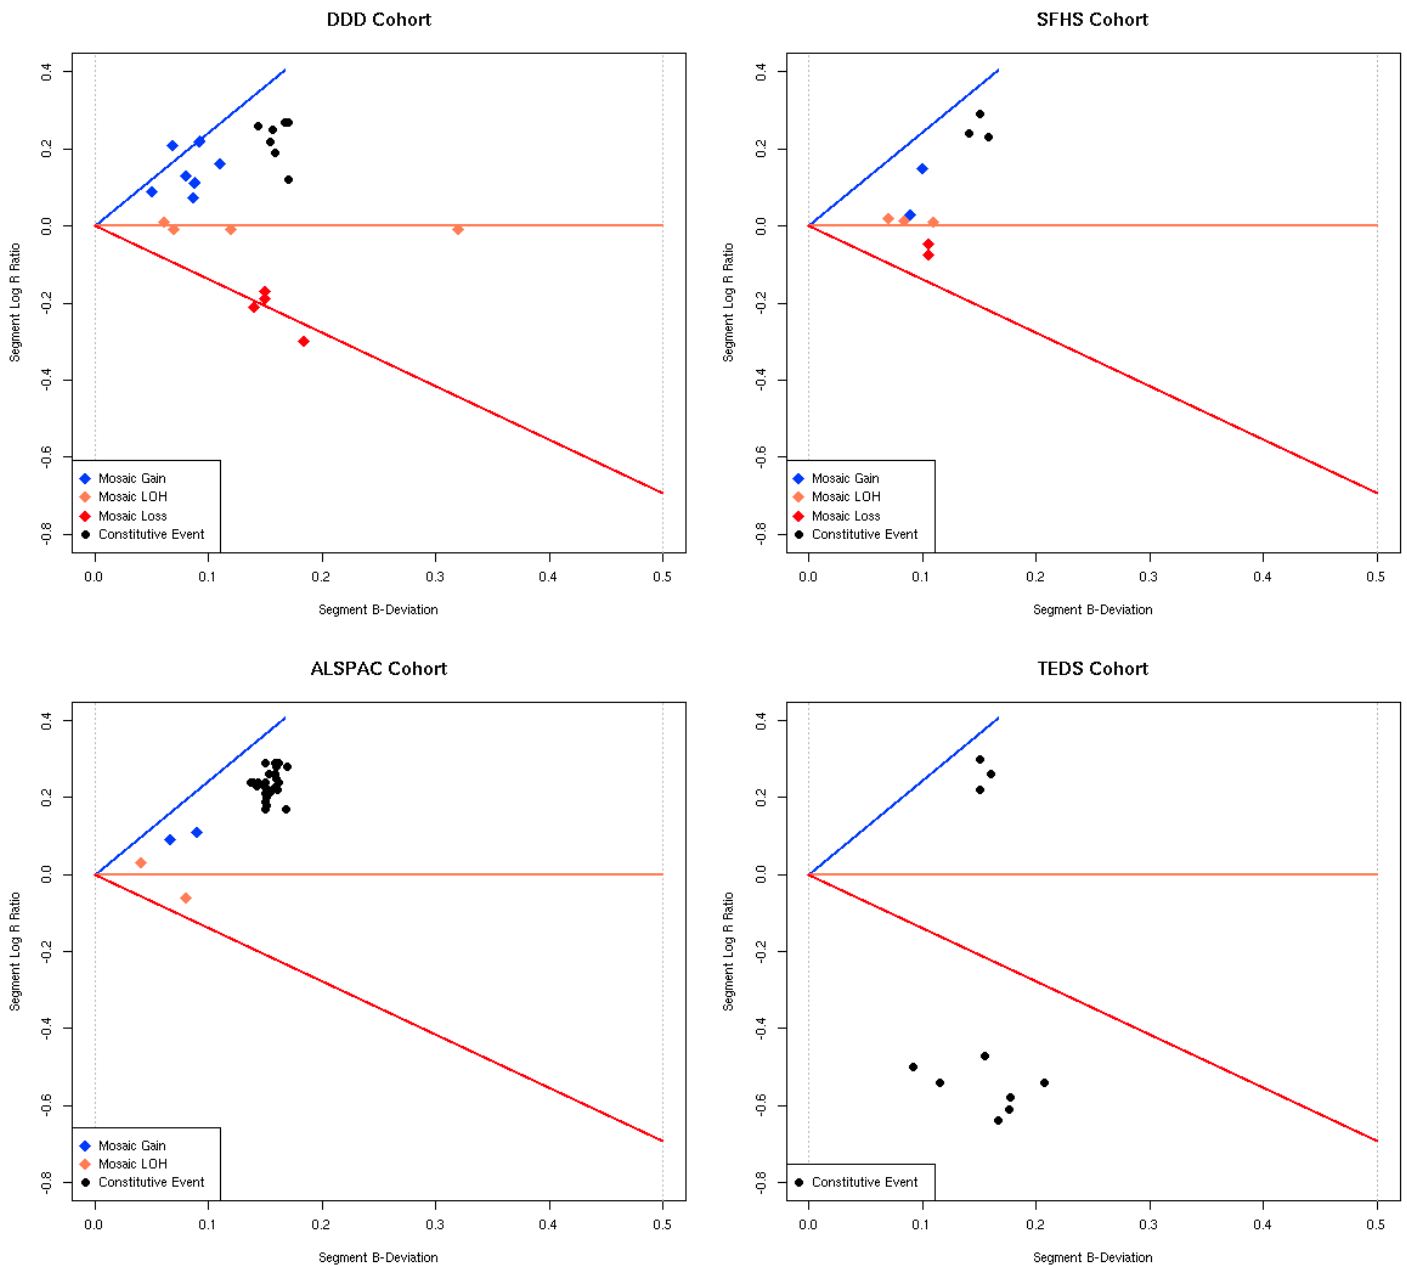 DDD Cohort
0.4
0.2
0.0
-0.2
-0.4
-0.6
-0.8
Segment Log R Ratio
Mosaic Gain
Mosaic LOH
Mosaic Loss
Constitutive Event
0.0 0.1 0.2 0.3 0.4 0.5
Segment B-Deviation
SFHS Cohort
0.4
0.2
0.0
-0.2
-0.4
-0.6
-0.8
Segment Log R Ratio
Mosaic Gain
Mosaic LOH
Mosaic Loss
Constitutive Event
0.0 0.1 0.2 0.3 0.4 0.5
Segment B-Deviation
ALSPAC Cohort
0.4
0.2
0.0
-0.2
-0.4
-0.6
-0.8
Segment Log R Ratio
Mosaic Gain
Mosaic LOH
Constitutive Event
0.0 0.1 0.2 0.3 0.4 0.5
Segment B-Deviation
TEDS Cohort
0.4
0.2
0.0
-0.2
-0.4
-0.6
-0.8
Segment Log R Ratio
Constitutive Event
0.0 0.1 0.2 0.3 0.4 0.5
Segment B-Deviation